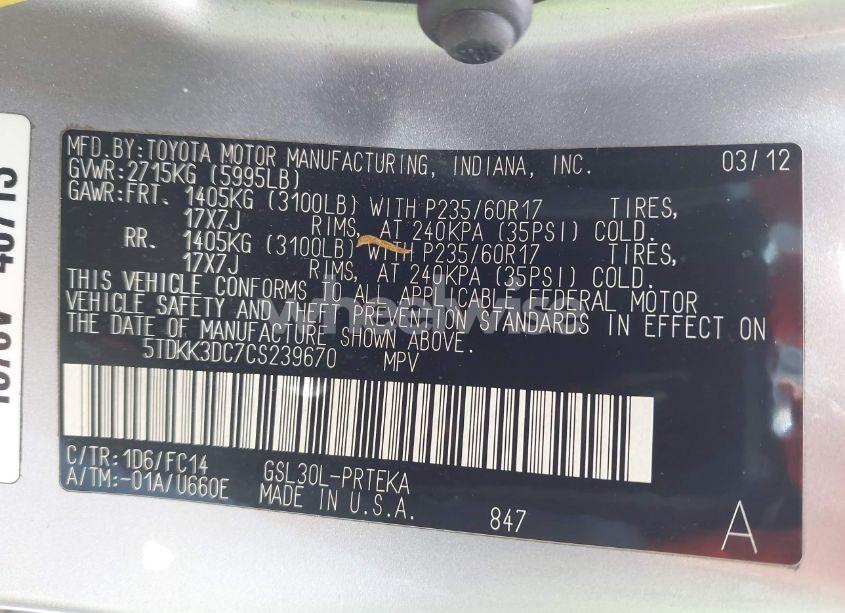 MFD.BY:TOYOTA MOTOR MANUFACTURING, INDIANA, INC. 03/12
GVWR:2715KG (5995LB)
GAWR:FRT. 1405KG (3100LB) WITH P235/60R17 TIRES,
17X7J RIMS, AT 240KPA (35PSI) COLD.
RR. 1405KG (3100LB) WITH P235/60R17 TIRES,
17X7J RIMS, AT 240KPA (35PSI) COLD.
THIS VEHICLE CONFORMS TO ALL APPLICABLE FEDERAL MOTOR
VEHICLE SAFETY AND THEFT PREVENTION STANDARDS IN EFFECT ON
THE DATE OF MANUFACTURE SHOWN ABOVE.
5TDKK3DC7CS239670 MPV
C/TR:1D6/FC14 GSL30L-PRTEKA
A/TM:-01A/U660E MADE IN U.S.A.
847 A